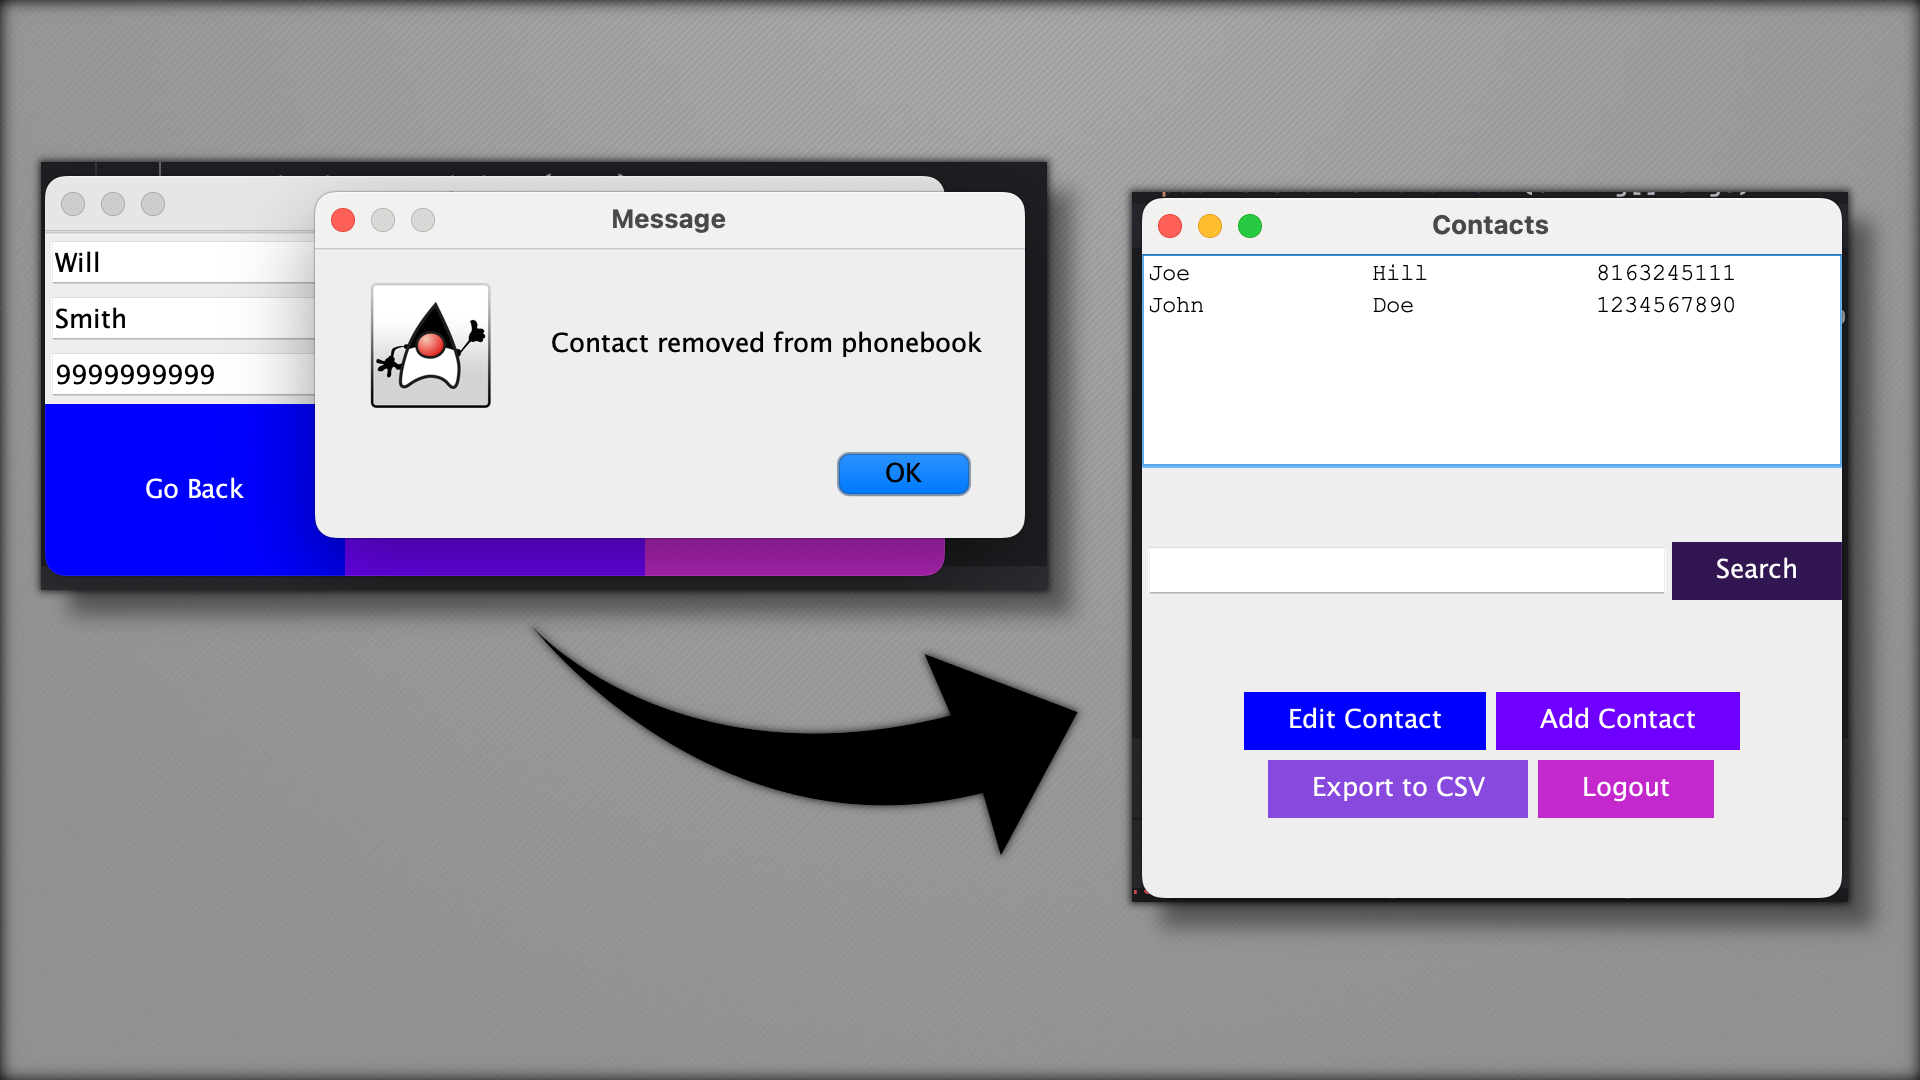 Message
Will
Smith
9999999999
Contact removed from phonebook
OK
Go Back
Contacts
Joe Hill 8163245111
John Doe 1234567890
Search
Edit Contact Add Contact
Export to CSV Logout